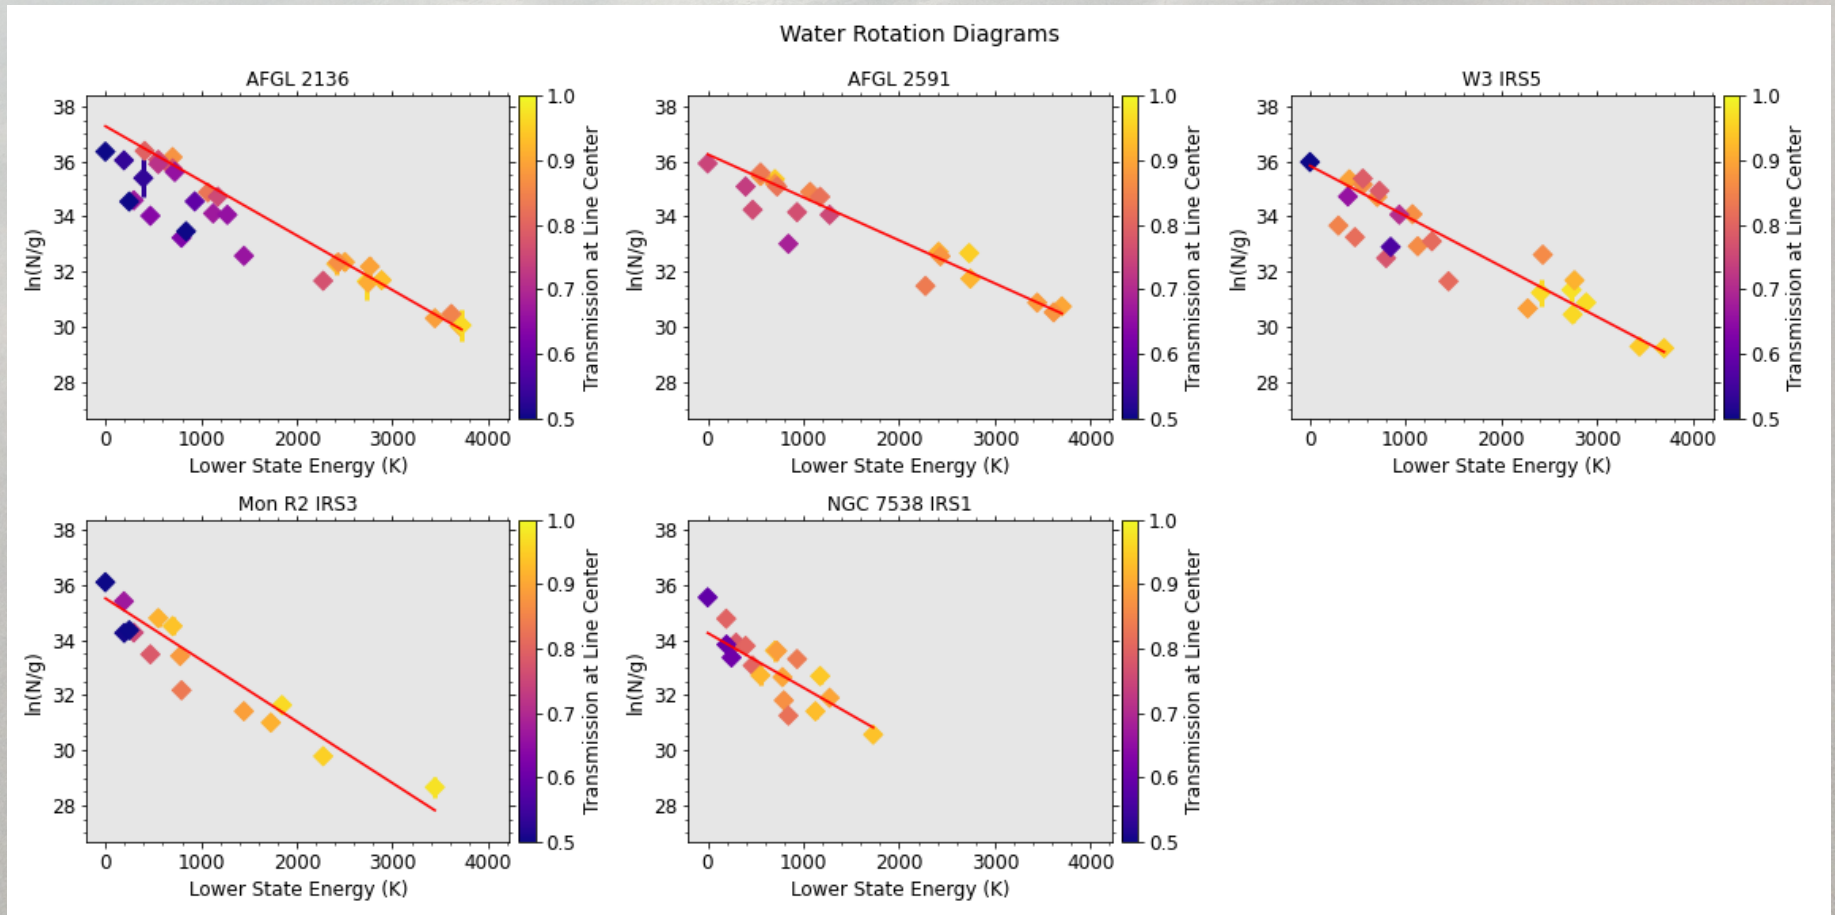 Water Rotation Diagrams
AFGL 2136
38
36
34
32
30
28
ln(N/g)
0 1000 2000 3000 4000
Lower State Energy (K)
1.0
0.9
0.8
0.7
0.6
0.5
Transmission at Line Center
AFGL 2591
38
36
34
32
30
28
ln(N/g)
0 1000 2000 3000 4000
Lower State Energy (K)
1.0
0.9
0.8
0.7
0.6
0.5
Transmission at Line Center
W3 IRS5
38
36
34
32
30
28
ln(N/g)
0 1000 2000 3000 4000
Lower State Energy (K)
1.0
0.9
0.8
0.7
0.6
0.5
Transmission at Line Center
Mon R2 IRS3
38
36
34
32
30
28
ln(N/g)
0 1000 2000 3000 4000
Lower State Energy (K)
1.0
0.9
0.8
0.7
0.6
0.5
Transmission at Line Center
NGC 7538 IRS1
38
36
34
32
30
28
ln(N/g)
0 1000 2000 3000 4000
Lower State Energy (K)
1.0
0.9
0.8
0.7
0.6
0.5
Transmission at Line Center